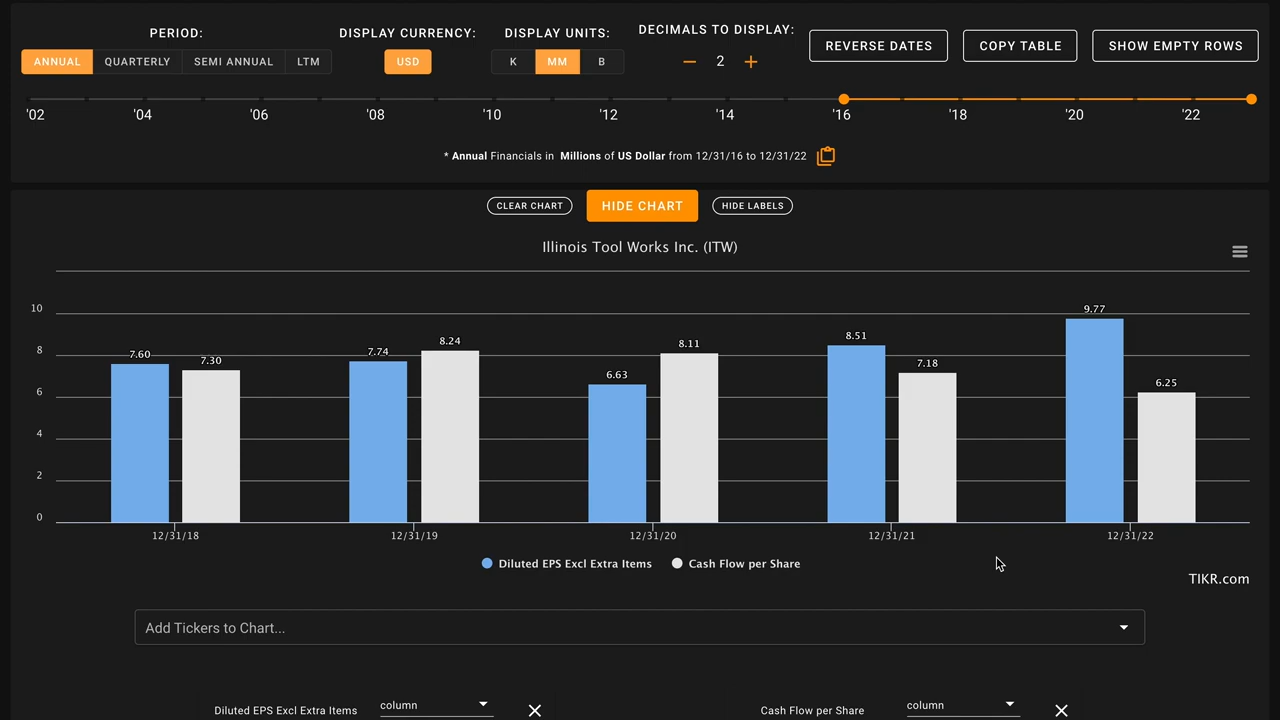 PERIOD:
DISPLAY CURRENCY:
DISPLAY UNITS:
DECIMALS TO DISPLAY:
ANNUAL QUARTERLY SEMI ANNUAL LTM
USD
K MM B
2
REVERSE DATES
COPY TABLE
SHOW EMPTY ROWS
'02 '04 '06 '08 '10 '12 '14 '16 '18 '20 '22
* Annual Financials in Millions of US Dollar from 12/31/16 to 12/31/22
CLEAR CHART
HIDE CHART
HIDE LABELS
Illinois Tool Works Inc. (ITW)
10
8
6
4
2
0
7.60
7.30
7.74
8.24
6.63
8.11
8.51
7.18
9.77
6.25
12/31/18 12/31/19 12/31/20 12/31/21 12/31/22
Diluted EPS Excl Extra Items Cash Flow per Share
TIKR.com
Add Tickers to Chart...
Diluted EPS Excl Extra Items column
Cash Flow per Share column